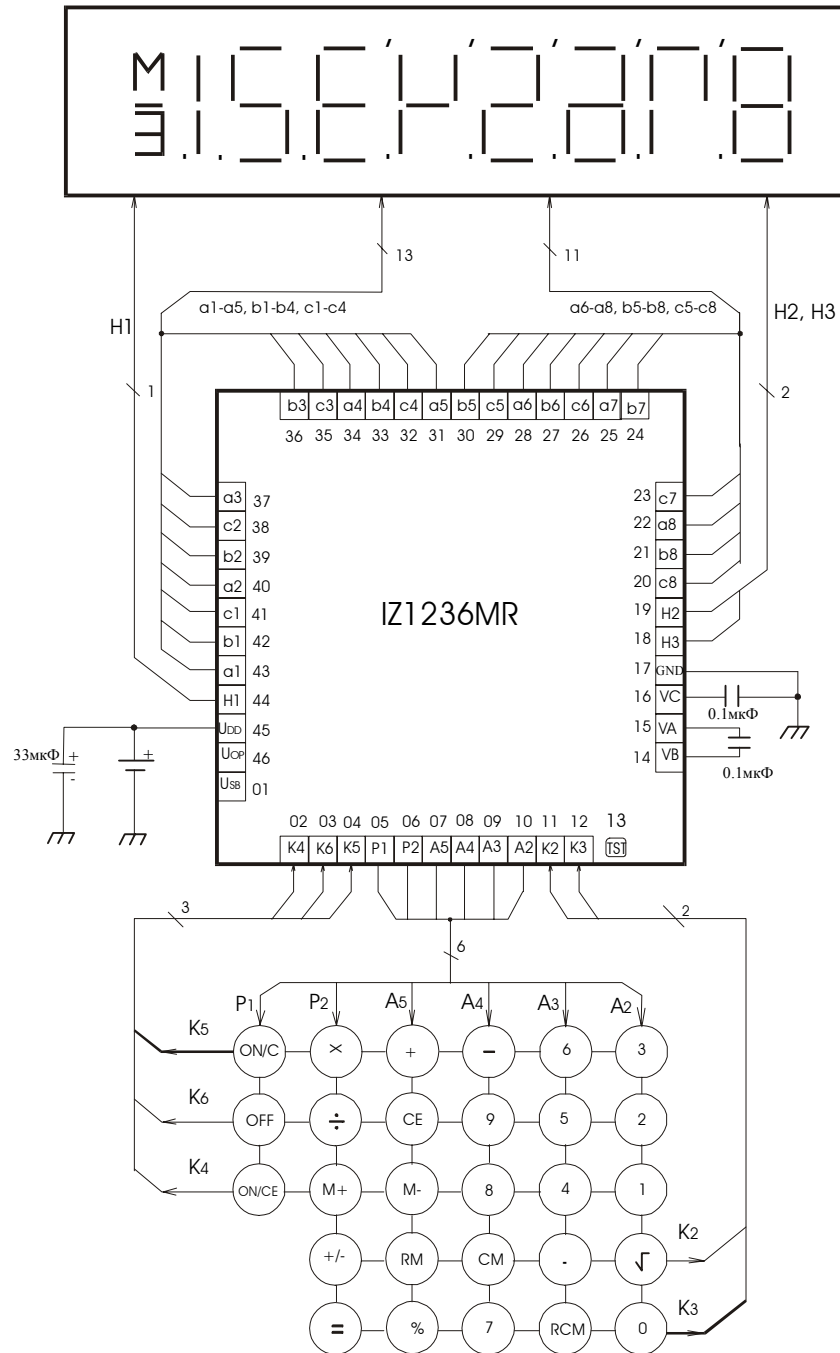 13
11
a1-a5, b1-b4, c1-c4
a6-a8, b5-b8, c5-c8
H1
H2, H3
1
2
b3 c3 a4 b4 c4 a5 b5 c5 a6 b6 c6 a7 b7
36 35 34 33 32 31 30 29 28 27 26 25 24
a3 37
c2 38
b2 39
a2 40
c1 41
b1 42
a1 43
H1 44
UDD 45
UOP 46
USB 01
23 c7
22 a8
21 b8
20 c8
19 H2
18 H3
17 GND
16 VC
15 VA
14 VB
IZ1236MR
0.1мкФ
0.1мкФ
33мкФ + -
+
02 03 04 05 06 07 08 09 10 11 12 13
K4 K6 K5 P1 P2 A5 A4 A3 A2 K2 K3 TST
3
6
2
P1 P2 A5 A4 A3 A2
K5
ON/C × + − 6 3
K6
OFF ÷ CE 9 5 2
K4
ON/CE M+ M- 8 4 1
+/- RM CM . √
K2
= % 7 RCM 0
K3